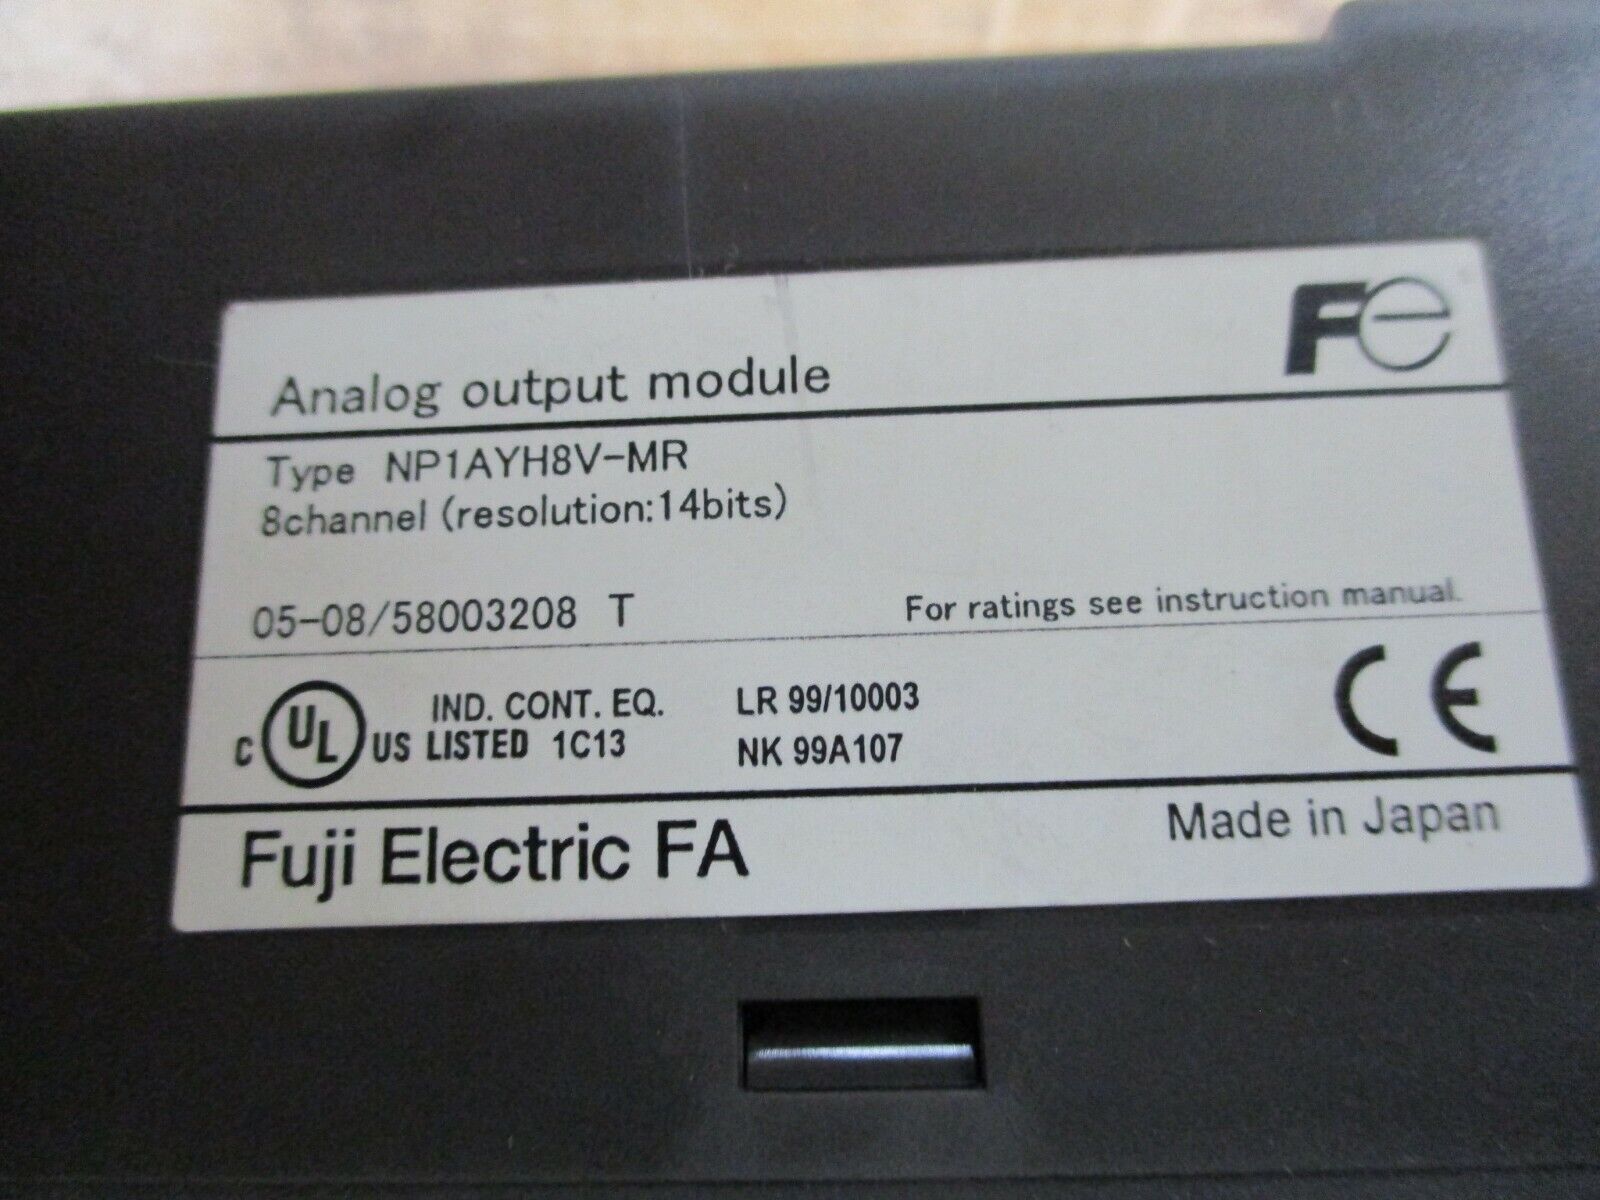 Fe
Analog output module
Type NP1AYH8V-MR
8channel (resolution:14bits)
05-08/58003208 T
For ratings see instruction manual.
C UL US
IND. CONT. EQ.
LISTED 1C13
LR 99/10003
NK 99A107
CE
Fuji Electric FA
Made in Japan